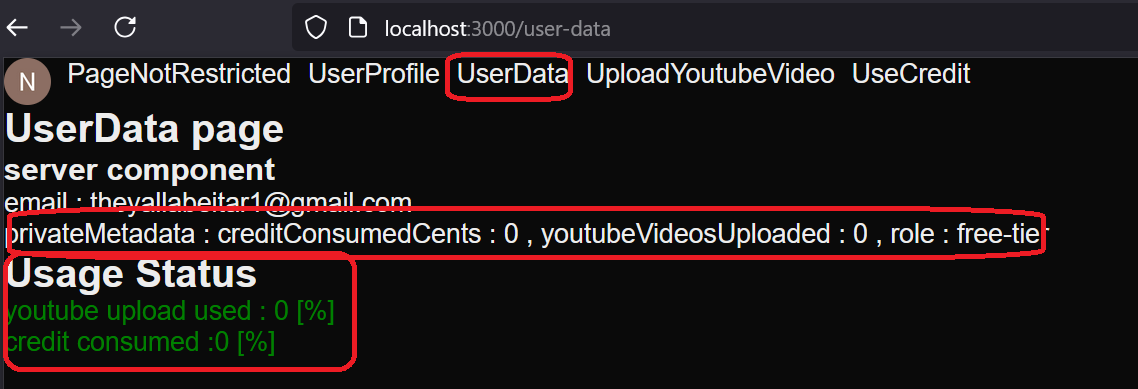 localhost:3000/user-data
N PageNotRestricted UserProfile UserData UploadYoutubeVideo UseCredit
UserData page
server component
email : theyallabeitar1@gmail.com
privateMetadata : creditConsumedCents : 0 , youtubeVideosUploaded : 0 , role : free-tier
Usage Status
youtube upload used : 0 [%]
credit consumed :0 [%]